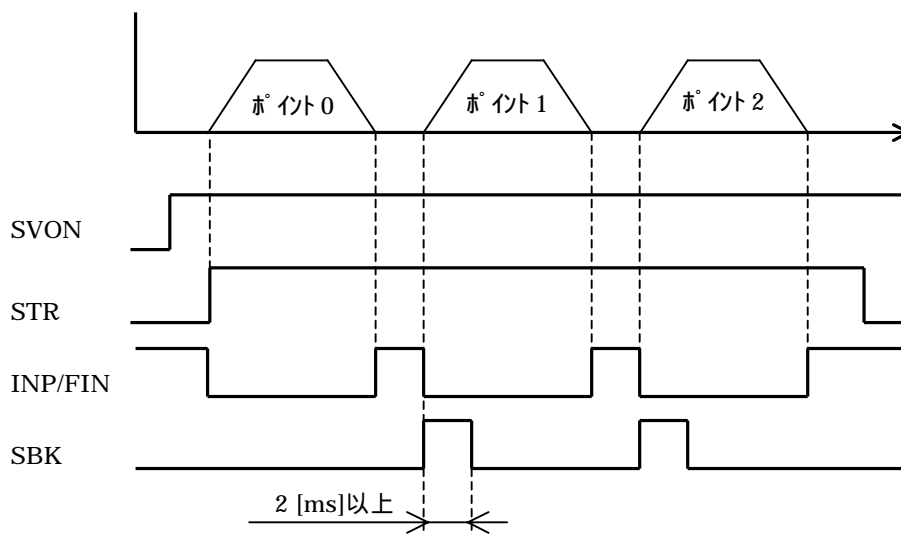 ﾎﾟｲﾝﾄ 0
ﾎﾟｲﾝﾄ 1
ﾎﾟｲﾝﾄ 2
SVON
STR
INP/FIN
SBK
2 [ms]以上